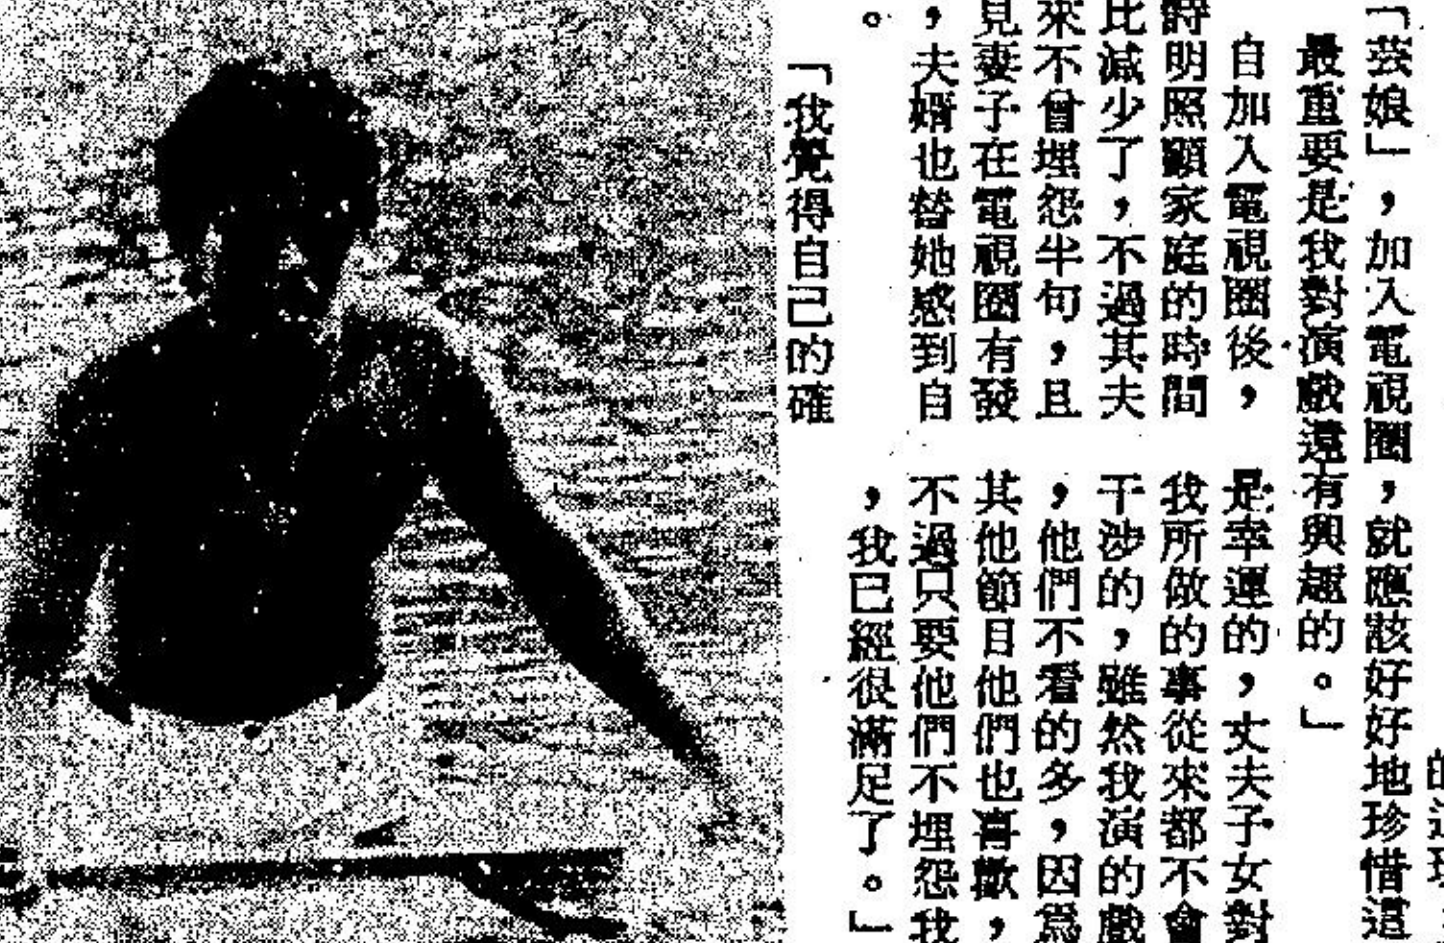 「芸娘」，加入電視圈，就應該好好地珍惜這
最重要是我對演戲還有興趣的。」
自加入電視圈後，
詩明照顧家庭的時間
比減少了，不過其夫
來不曾埋怨半句，且
見妻子在電視圈有發
，夫婿也替她感到自
。
「我覺得自己的確
是幸運的，丈夫子女對
我所做的事從來都不會
干涉的，雖然我演的戲
，他們不看的多，因爲
其他節目他們也喜歡，
不過只要他們不埋怨我
，我已經很滿足了。」